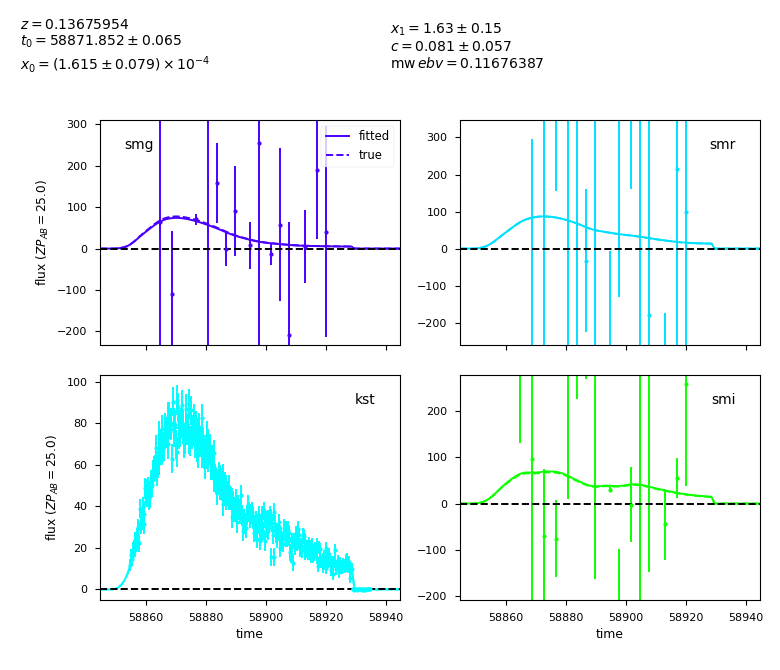 z = 0.13675954
t₀ = 58871.852 ± 0.065
x₀ = (1.615 ± 0.079) × 10⁻⁴
x₁ = 1.63 ± 0.15
c = 0.081 ± 0.057
mw ebv = 0.11676387
smg
fitted
true
300
200
100
0
−100
−200
flux (ZP_AB = 25.0)
smr
300
200
100
0
−100
−200
kst
100
80
60
40
20
0
flux (ZP_AB = 25.0)
58860 58880 58900 58920 58940
time
smi
200
100
0
−100
−200
58860 58880 58900 58920 58940
time